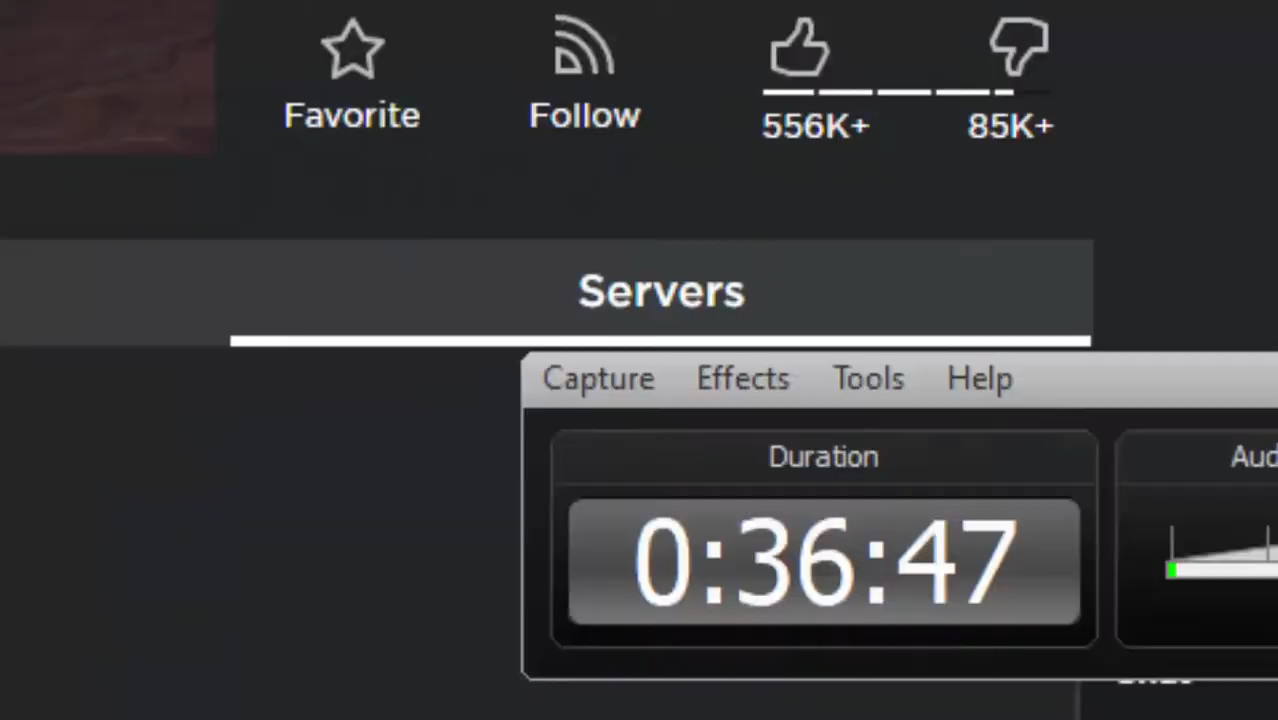 Favorite
Follow
556K+
85K+
Servers
Capture Effects Tools Help
Duration
0:36:47